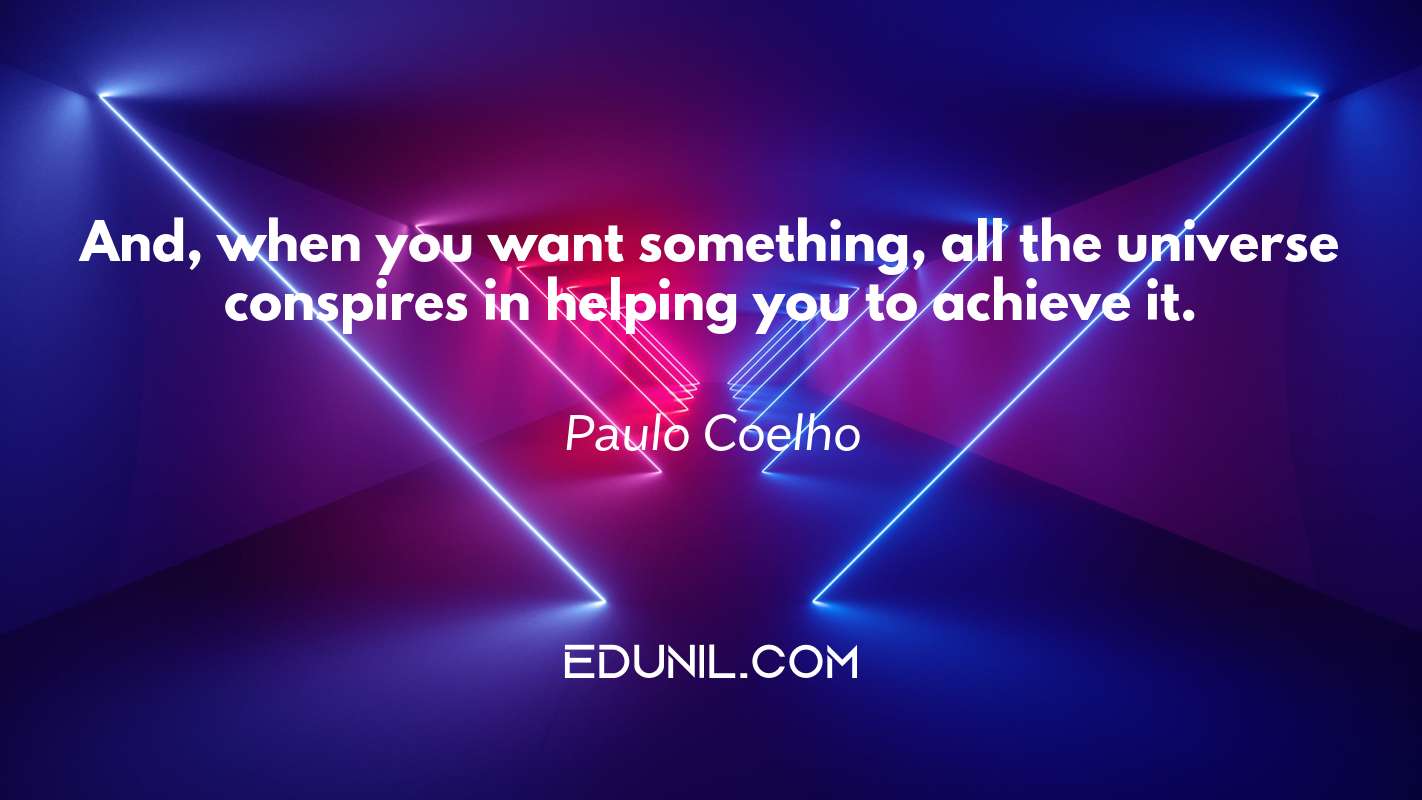 And, when you want something, all the universe
conspires in helping you to achieve it.
Paulo Coelho
EDUNIL.COM